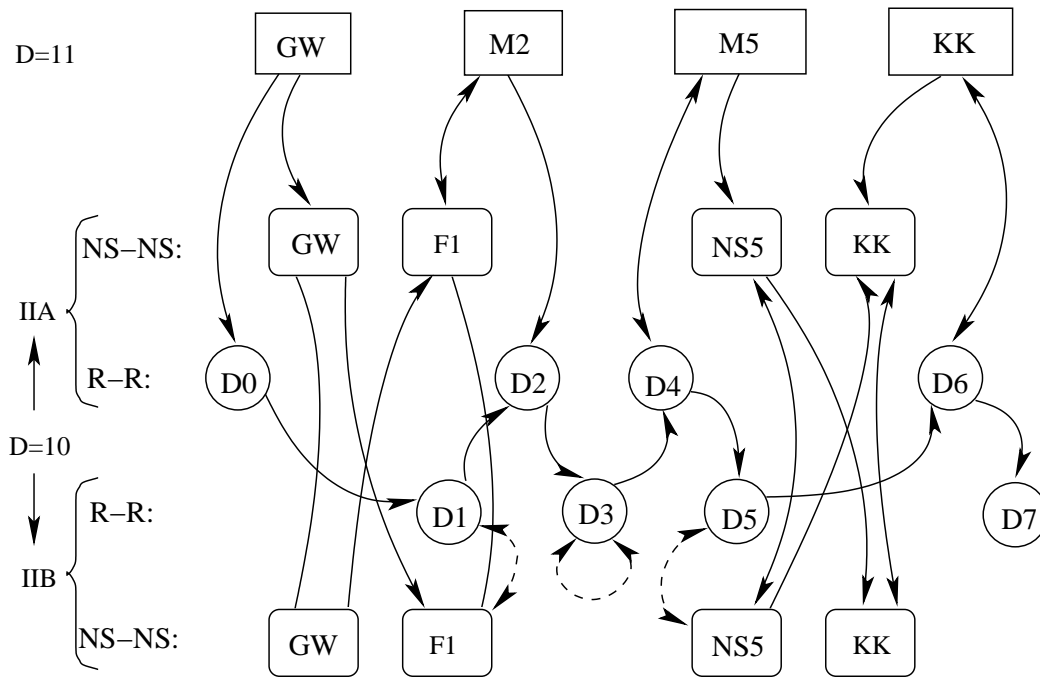 D=11 GW M2 M5 KK
NS–NS: GW F1 NS5 KK
IIA
R–R: D0 D2 D4 D6
D=10
R–R: D1 D3 D5 D7
IIB
NS–NS: GW F1 NS5 KK